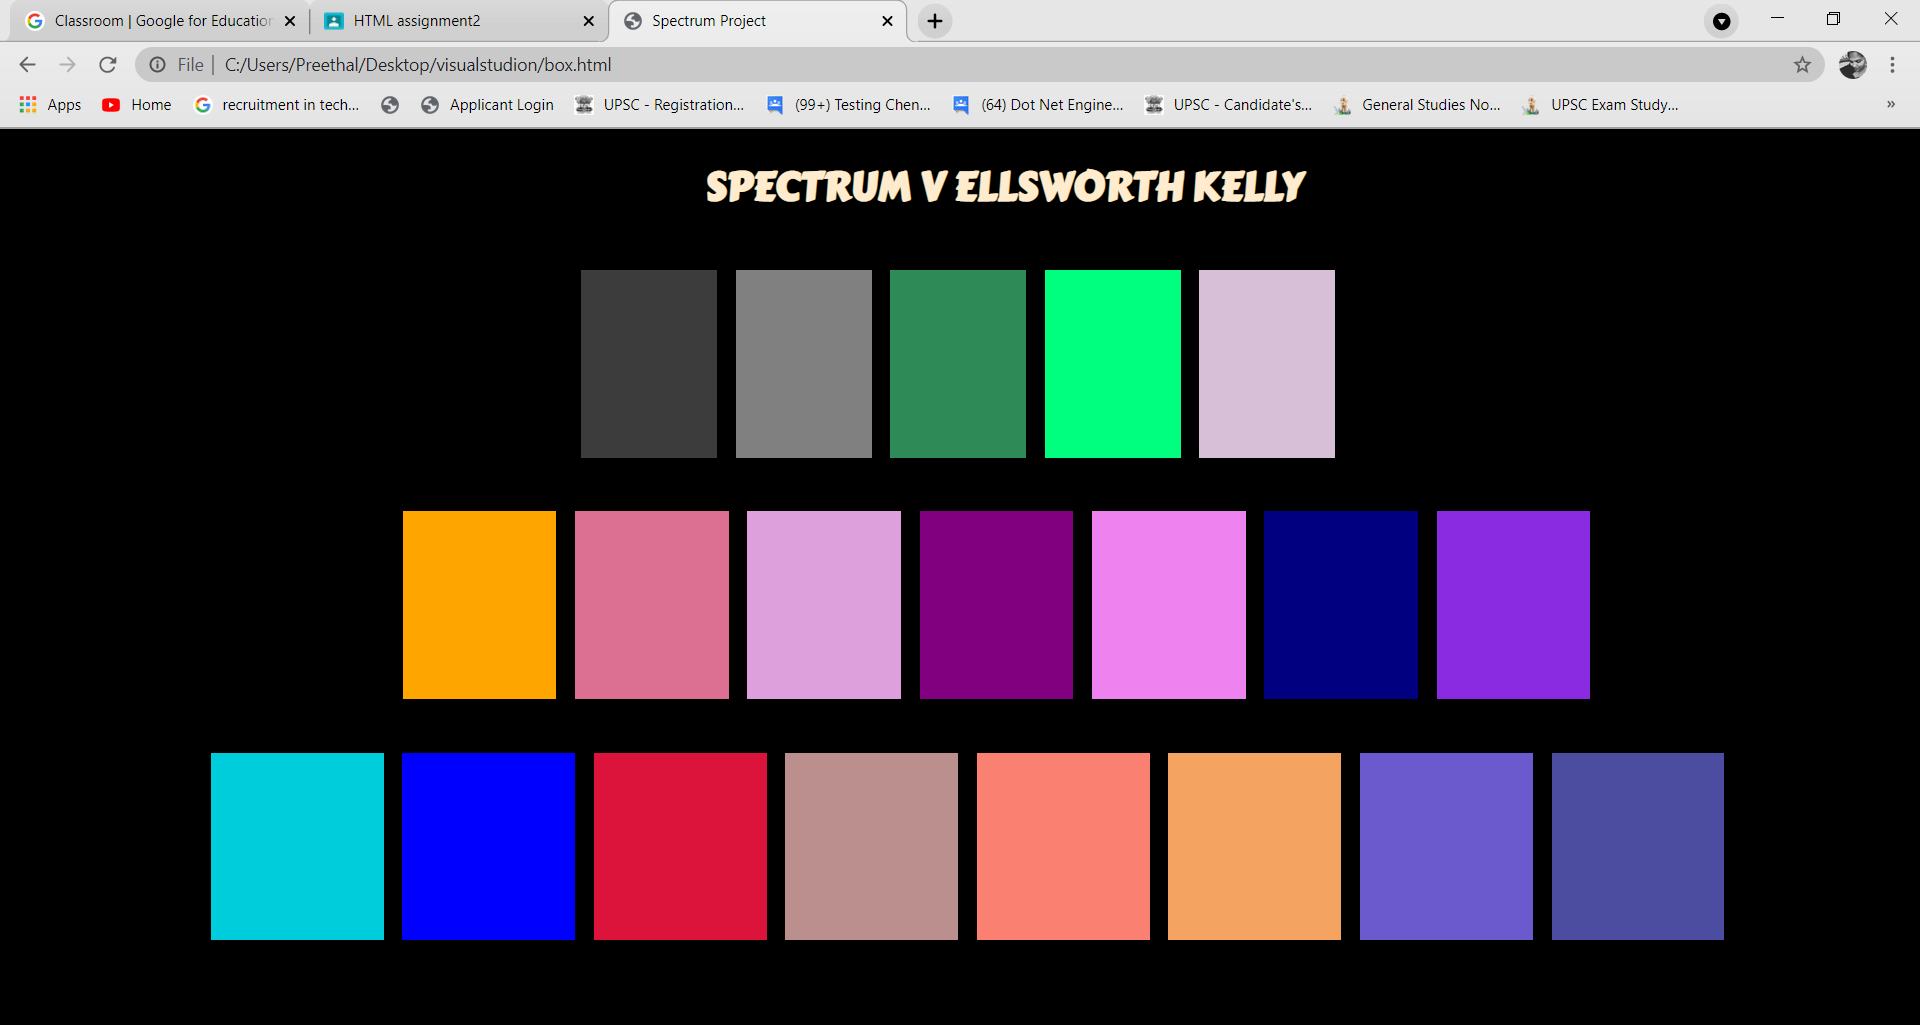 Classroom | Google for Education
HTML assignment2
Spectrum Project
File | C:/Users/Preethal/Desktop/visualstudion/box.html
Apps
Home
recruitment in tech...
Applicant Login
UPSC - Registration...
(99+) Testing Chen...
(64) Dot Net Engine...
UPSC - Candidate's...
General Studies No...
UPSC Exam Study...
»
SPECTRUM V ELLSWORTH KELLY